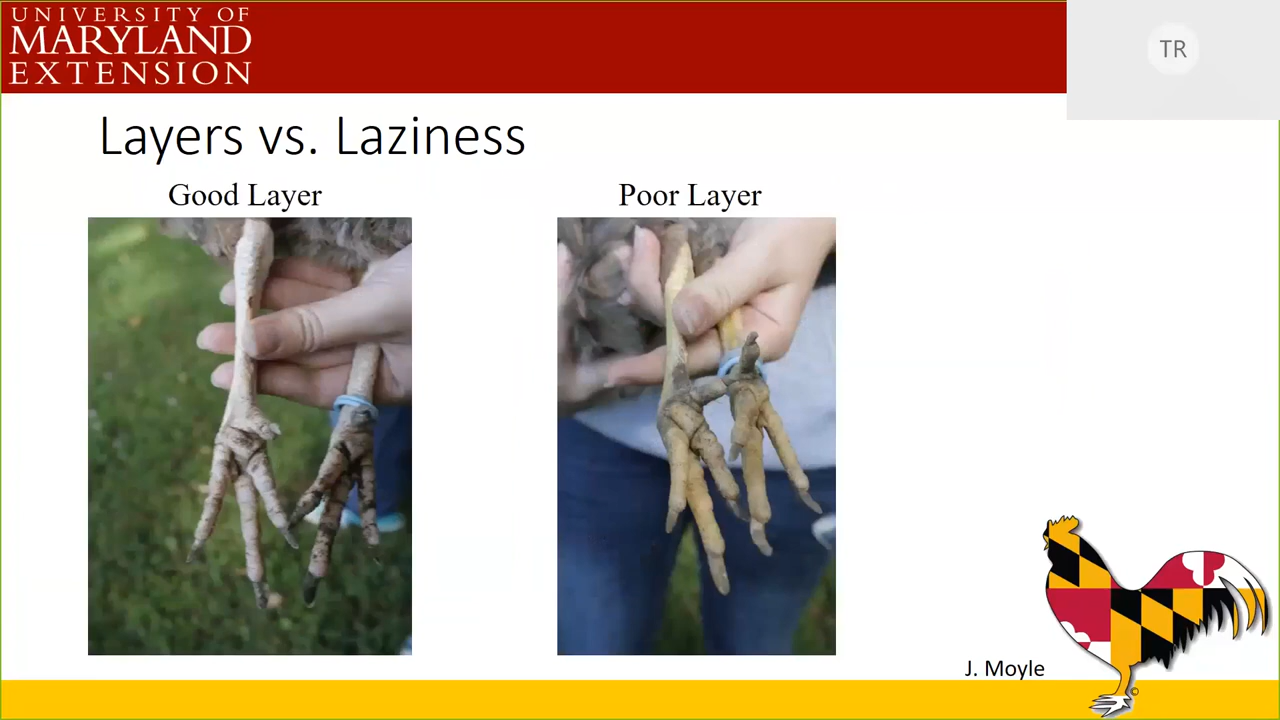 UNIVERSITY OF
MARYLAND
EXTENSION
TR
Layers vs. Laziness
Good Layer
Poor Layer
J. Moyle
©